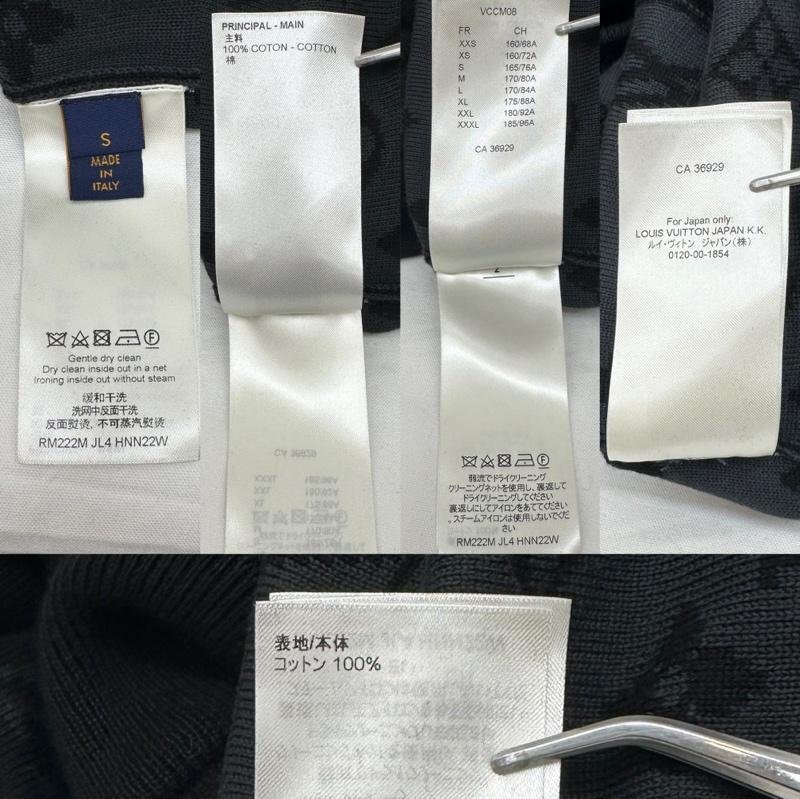 S
MADE
IN
ITALY
Gentle dry clean
Dry clean inside out in a net
Ironing inside out without steam
缓和干洗
洗网中反面干洗
反面熨烫, 不可蒸汽熨烫
RM222M JL4 HNN22W
PRINCIPAL - MAIN
主料
100% COTON - COTTON
棉
CA 36929
VCCM08
FR CH
XXS 160/68A
XS 160/72A
S 165/76A
M 170/80A
L 170/84A
XL 175/88A
XXL 180/92A
XXXL 185/96A
CA 36929
弱流でドライクリーニング
クリーニングネットを使用し、裏返して
ドライクリーニングしてください
裏返しにしてアイロンをあててください
。スチームアイロンは使用しないでくだ
さい
RM222M JL4 HNN22W
CA 36929
For Japan only:
LOUIS VUITTON JAPAN K.K.
ルイ・ヴィトン ジャパン(株)
0120-00-1854
表地/本体
コットン 100%